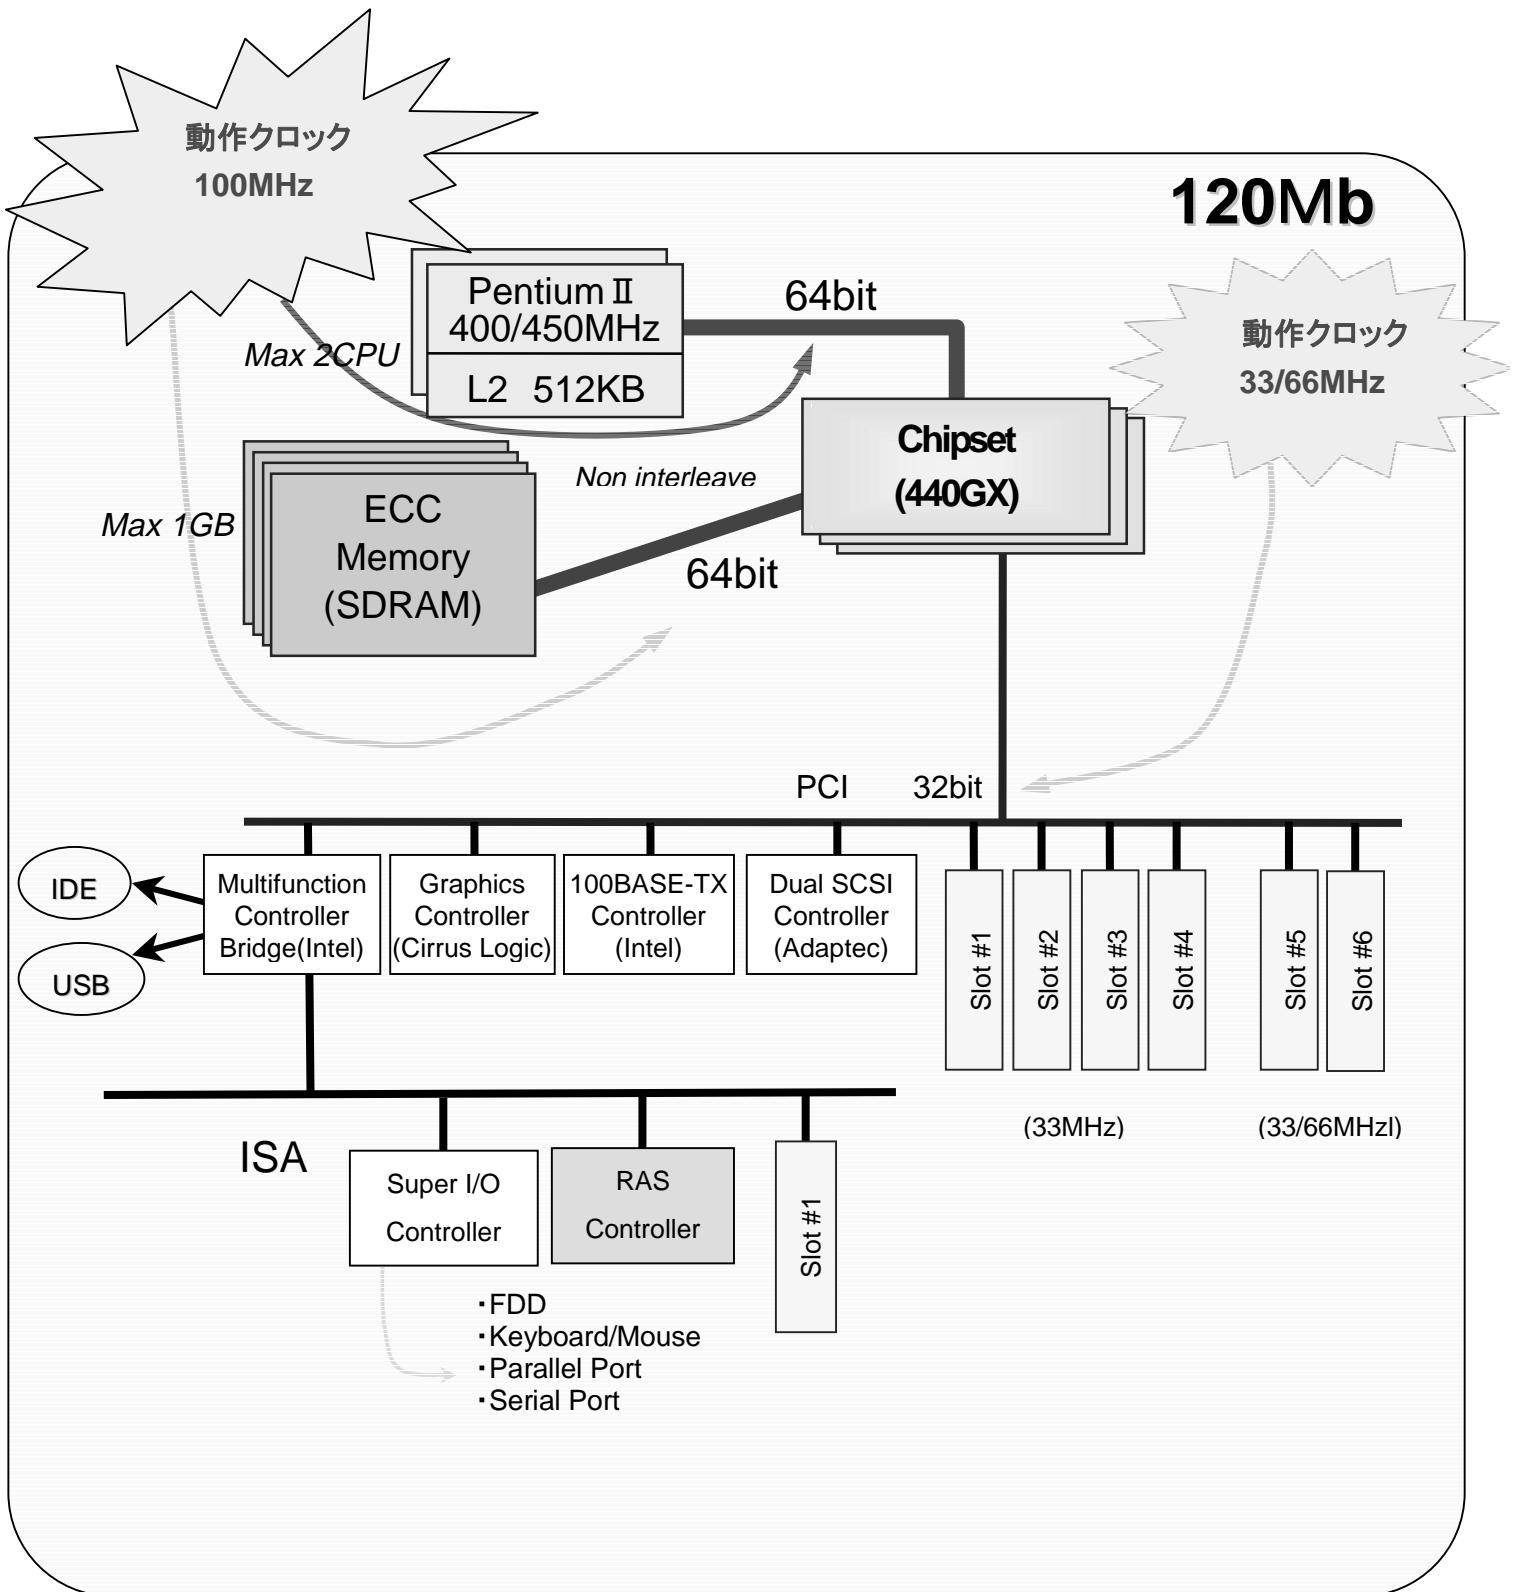 動作クロック
100MHz
120Mb
Pentium Ⅱ
400/450MHz
L2 512KB
Max 2CPU
64bit
動作クロック
33/66MHz
Chipset
(440GX)
Non interleave
ECC
Memory
(SDRAM)
Max 1GB
64bit
PCI 32bit
IDE
USB
Multifunction
Controller
Bridge(Intel)
Graphics
Controller
(Cirrus Logic)
100BASE-TX
Controller
(Intel)
Dual SCSI
Controller
(Adaptec)
Slot #1
Slot #2
Slot #3
Slot #4
Slot #5
Slot #6
(33MHz)
(33/66MHzl)
ISA
Super I/O
Controller
RAS
Controller
Slot #1
・FDD
・Keyboard/Mouse
・Parallel Port
・Serial Port